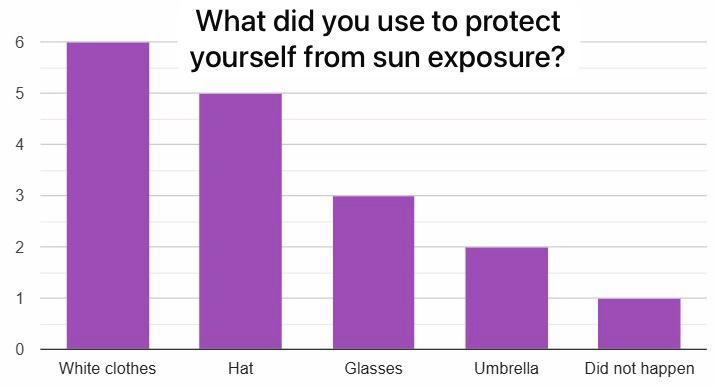 What did you use to protect
yourself from sun exposure?
6
5
4
3
2
1
0
White clothes Hat Glasses Umbrella Did not happen